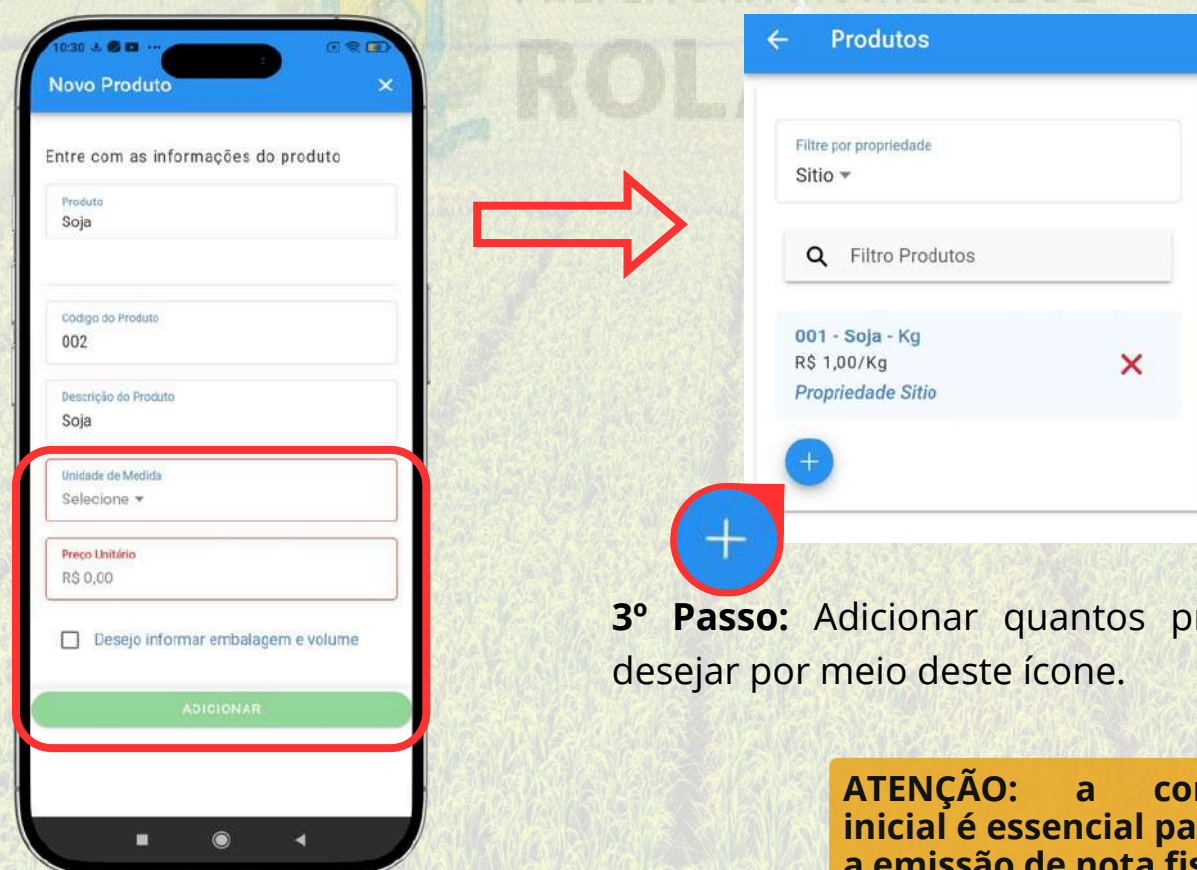 10:30
Novo Produto
Entre com as informações do produto
Produto
Soja
Código do Produto
002
Descrição do Produto
Soja
Unidade de Medida
Selecione
Preço Unitário
R$ 0,00
Desejo informar embalagem e volume
ADICIONAR
Produtos
Filtre por propriedade
Sitio
Filtro Produtos
001 - Soja - Kg
R$ 1,00/Kg
Propriedade Sitio
3º Passo: Adicionar quantos
desejar por meio deste ícone.
ATENÇÃO: a
inicial é essencial
a emissão de nota